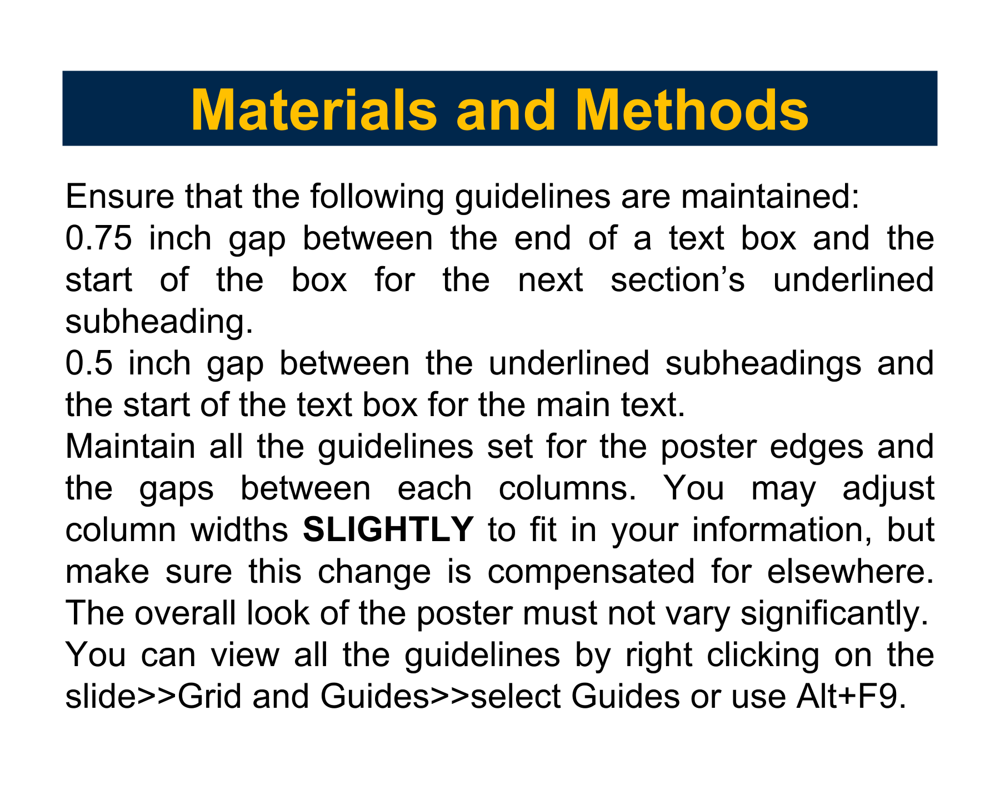 Materials and Methods
Ensure that the following guidelines are maintained:
0.75 inch gap between the end of a text box and the
start of the box for the next section’s underlined
subheading.
0.5 inch gap between the underlined subheadings and
the start of the text box for the main text.
Maintain all the guidelines set for the poster edges and
the gaps between each columns. You may adjust
column widths SLIGHTLY to fit in your information, but
make sure this change is compensated for elsewhere.
The overall look of the poster must not vary significantly.
You can view all the guidelines by right clicking on the
slide>>Grid and Guides>>select Guides or use Alt+F9.